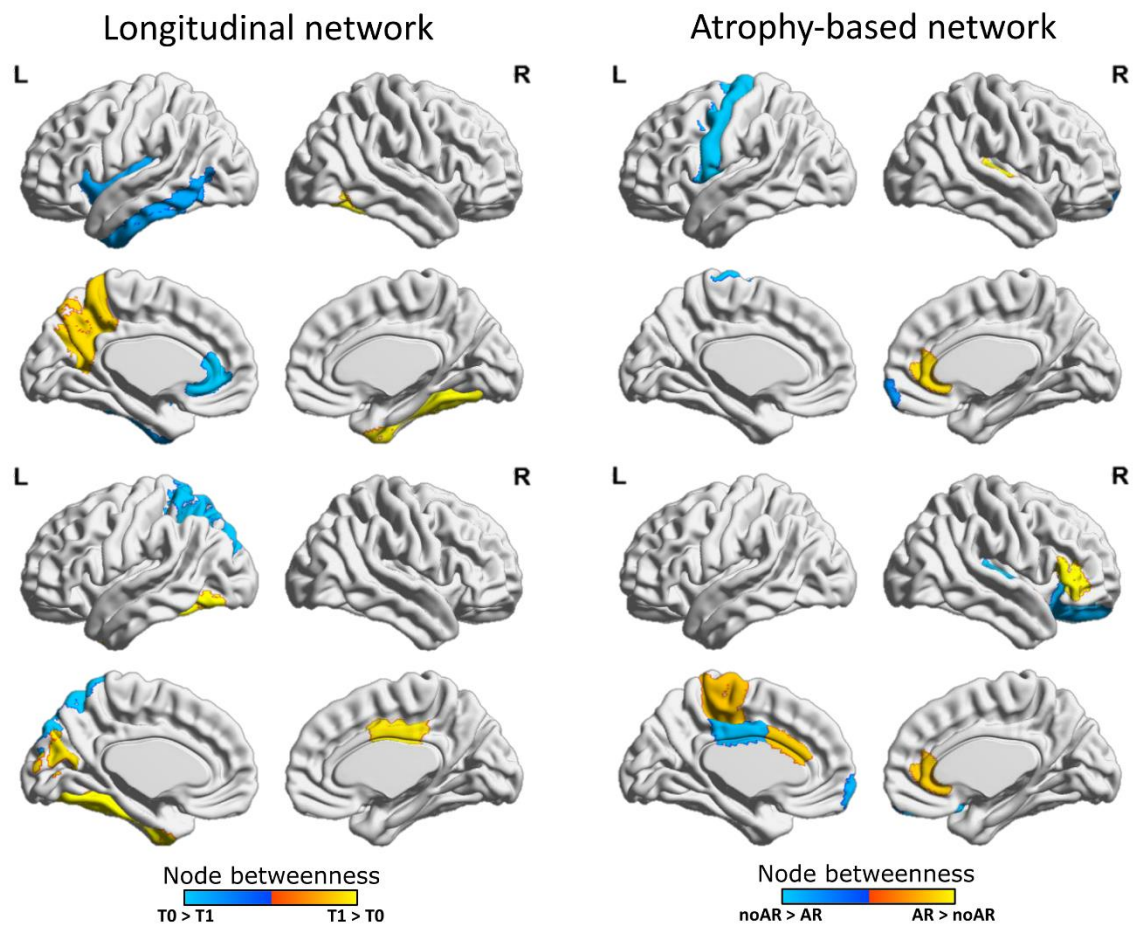 Longitudinal network
Atrophy-based network
L R
L R
L R
L R
Node betweenness
T0 > T1 T1 > T0
Node betweenness
noAR > AR AR > noAR